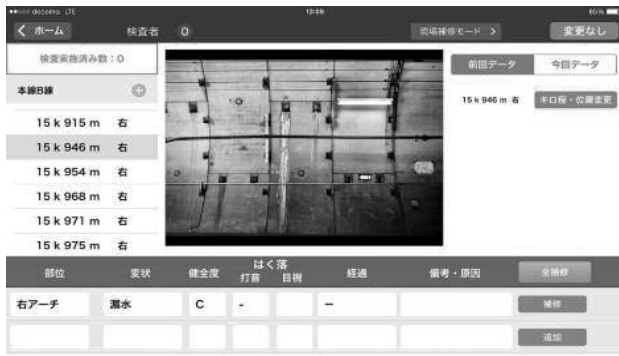 docomo LTE 13:59 65%
ホーム 検査者 0 現場補修モード 変更なし
検査実施済み数：0
前回データ 今回データ
本線B線
15 k 946 m 右 キロ程・位置変更
15 k 915 m 右
15 k 946 m 右
15 k 954 m 右
15 k 968 m 右
15 k 971 m 右
15 k 975 m 右
部位 変状 健全度 はく落 打音 目視 経過 備考・原因 全補修
右アーチ 漏水 C - － 補修
追加